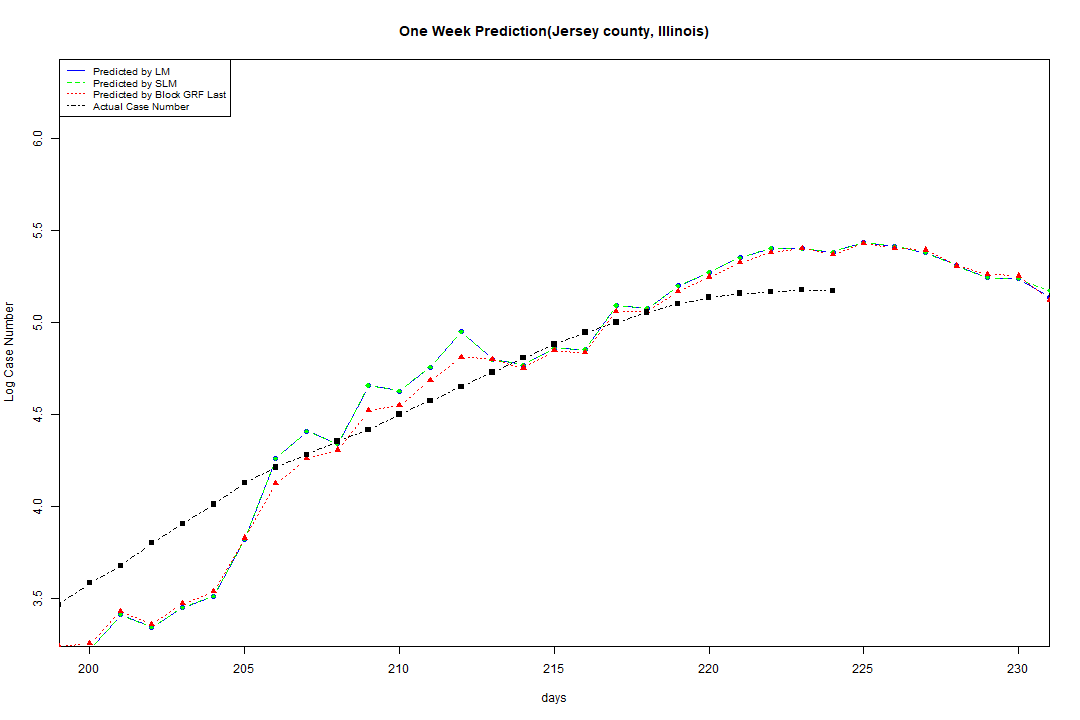 One Week Prediction(Jersey county, Illinois)
Predicted by LM
Predicted by SLM
Predicted by Block GRF Last
Actual Case Number
Log Case Number
6.0
5.5
5.0
4.5
4.0
3.5
200 205 210 215 220 225 230
days